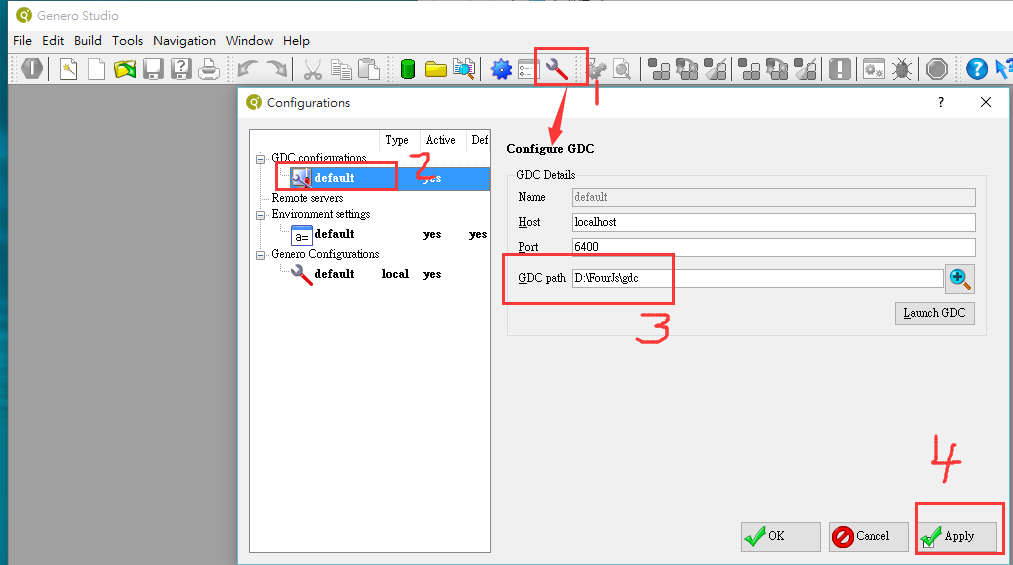 Genero Studio
File Edit Build Tools Navigation Window Help
1
Configurations
?
Type Active Def
GDC configurations
default yes
2
Remote servers
Environment settings
a=
default yes yes
Genero Configurations
default local yes
Configure GDC
GDC Details
Name default
Host localhost
Port 6400
GDC path D:\FourJs\gdc
Launch GDC
3
4
OK Cancel Apply